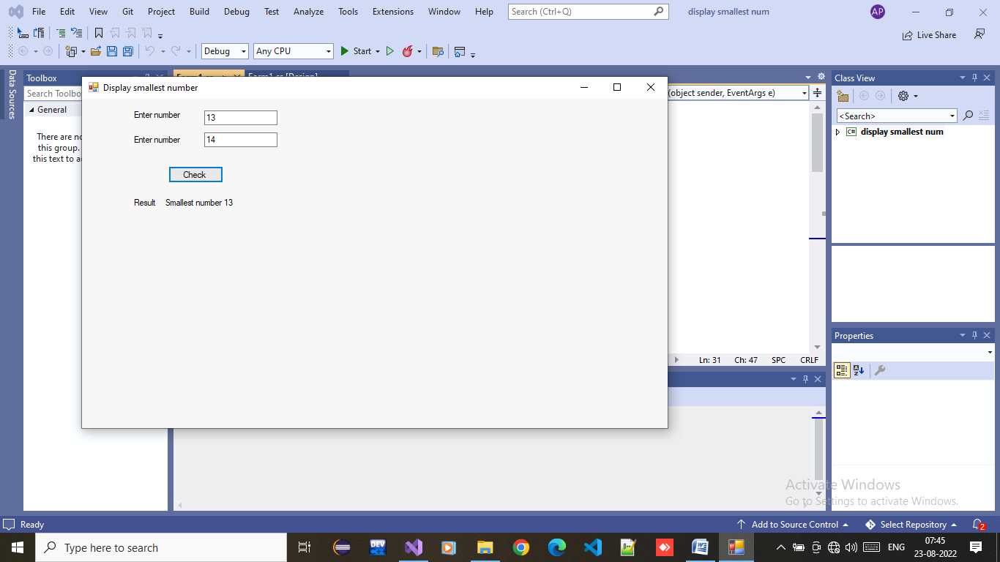 File Edit View Git Project Build Debug Test Analyze Tools Extensions Window Help Search (Ctrl+Q) display smallest num AP
Live Share
Debug Any CPU Start
Data Sources
Toolbox
Search Toolbo
General
There are no
this group.
this text to a
Form1.cs [Design]
(object sender, EventArgs e)
Display smallest number
Enter number 13
Enter number 14
Check
Result Smallest number 13
Ln: 31 Ch: 47 SPC CRLF
Class View
<Search>
C# display smallest num
Properties
Activate Windows
Go to Settings to activate Windows.
Ready Add to Source Control Select Repository 2
Type here to search DEV ENG 07:45
23-08-2022